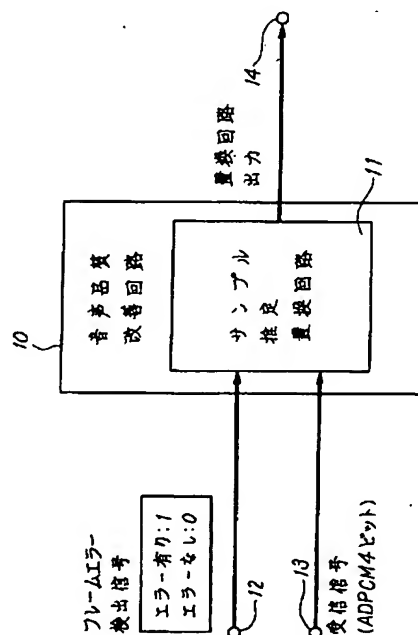 10
音声品質
改善回路
フレームエラー
検出信号
エラー有り:1
エラーなし:0
12
13
受信信号
(ADPCM4ビット)
サンプル
推定
置換回路
11
置換回路
出力
14